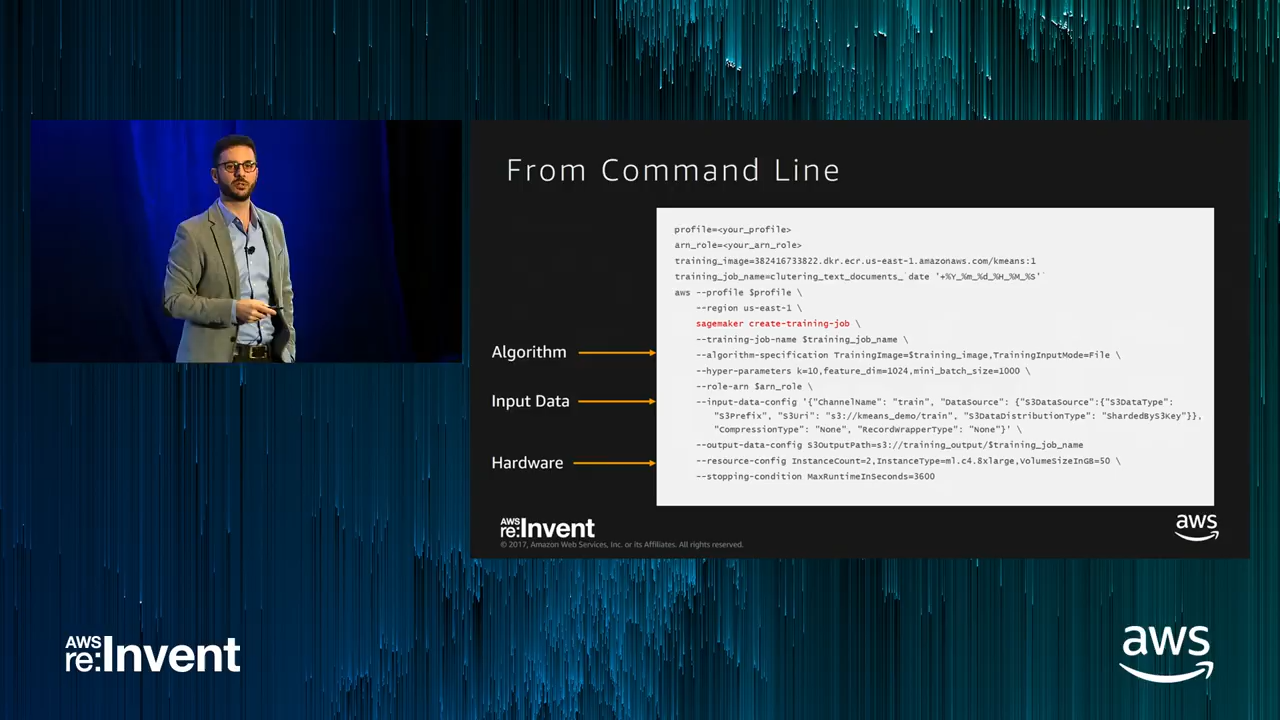 From Command Line
profile=<your_profile>
arn_role=<your_arn_role>
training_image=382416733822.dkr.ecr.us-east-1.amazonaws.com/kmeans:1
training_job_name=clutering_text_documents_`date '+%Y_%m_%d_%H_%M_%S'`
aws --profile $profile \
--region us-east-1 \
sagemaker create-training-job \
--training-job-name $training_job_name \
Algorithm
--algorithm-specification TrainingImage=$training_image,TrainingInputMode=File \
--hyper-parameters k=10,feature_dim=1024,mini_batch_size=1000 \
--role-arn $arn_role \
Input Data
--input-data-config '{"ChannelName": "train", "DataSource": {"S3DataSource":{"S3DataType":
"S3Prefix", "S3Uri": "s3://kmeans_demo/train", "S3DataDistributionType": "ShardedByS3Key"}},
"CompressionType": "None", "RecordWrapperType": "None"}' \
--output-data-config S3OutputPath=s3://training_output/$training_job_name
Hardware
--resource-config InstanceCount=2,InstanceType=ml.c4.8xlarge,VolumeSizeInGB=50 \
--stopping-condition MaxRuntimeInSeconds=3600
AWS
re:Invent
aws
© 2017, Amazon Web Services, Inc. or its Affiliates. All rights reserved.
AWS
re:Invent
aws